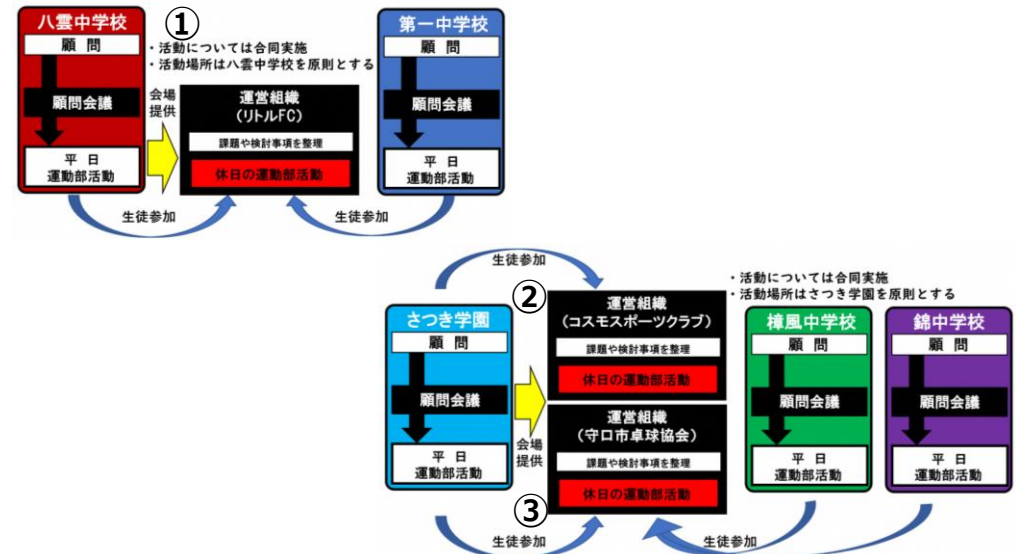 八雲中学校
顧 問
顧問会議
平 日
運動部活動
①
・活動については合同実施
・活動場所は八雲中学校を原則とする
会場
提供
運営組織
(リトルFC)
課題や検討事項を整理
休日の運動部活動
第一中学校
顧 問
顧問会議
平 日
運動部活動
生徒参加
生徒参加
生徒参加
さつき学園
顧 問
顧問会議
平 日
運動部活動
②
運営組織
(コスモスポーツクラブ)
課題や検討事項を整理
休日の運動部活動
会場
提供
運営組織
(守口市卓球協会)
課題や検討事項を整理
休日の運動部活動
③
・活動については合同実施
・活動場所はさつき学園を原則とする
樟風中学校
顧 問
顧問会議
平 日
運動部活動
錦中学校
顧 問
顧問会議
平 日
運動部活動
生徒参加
生徒参加